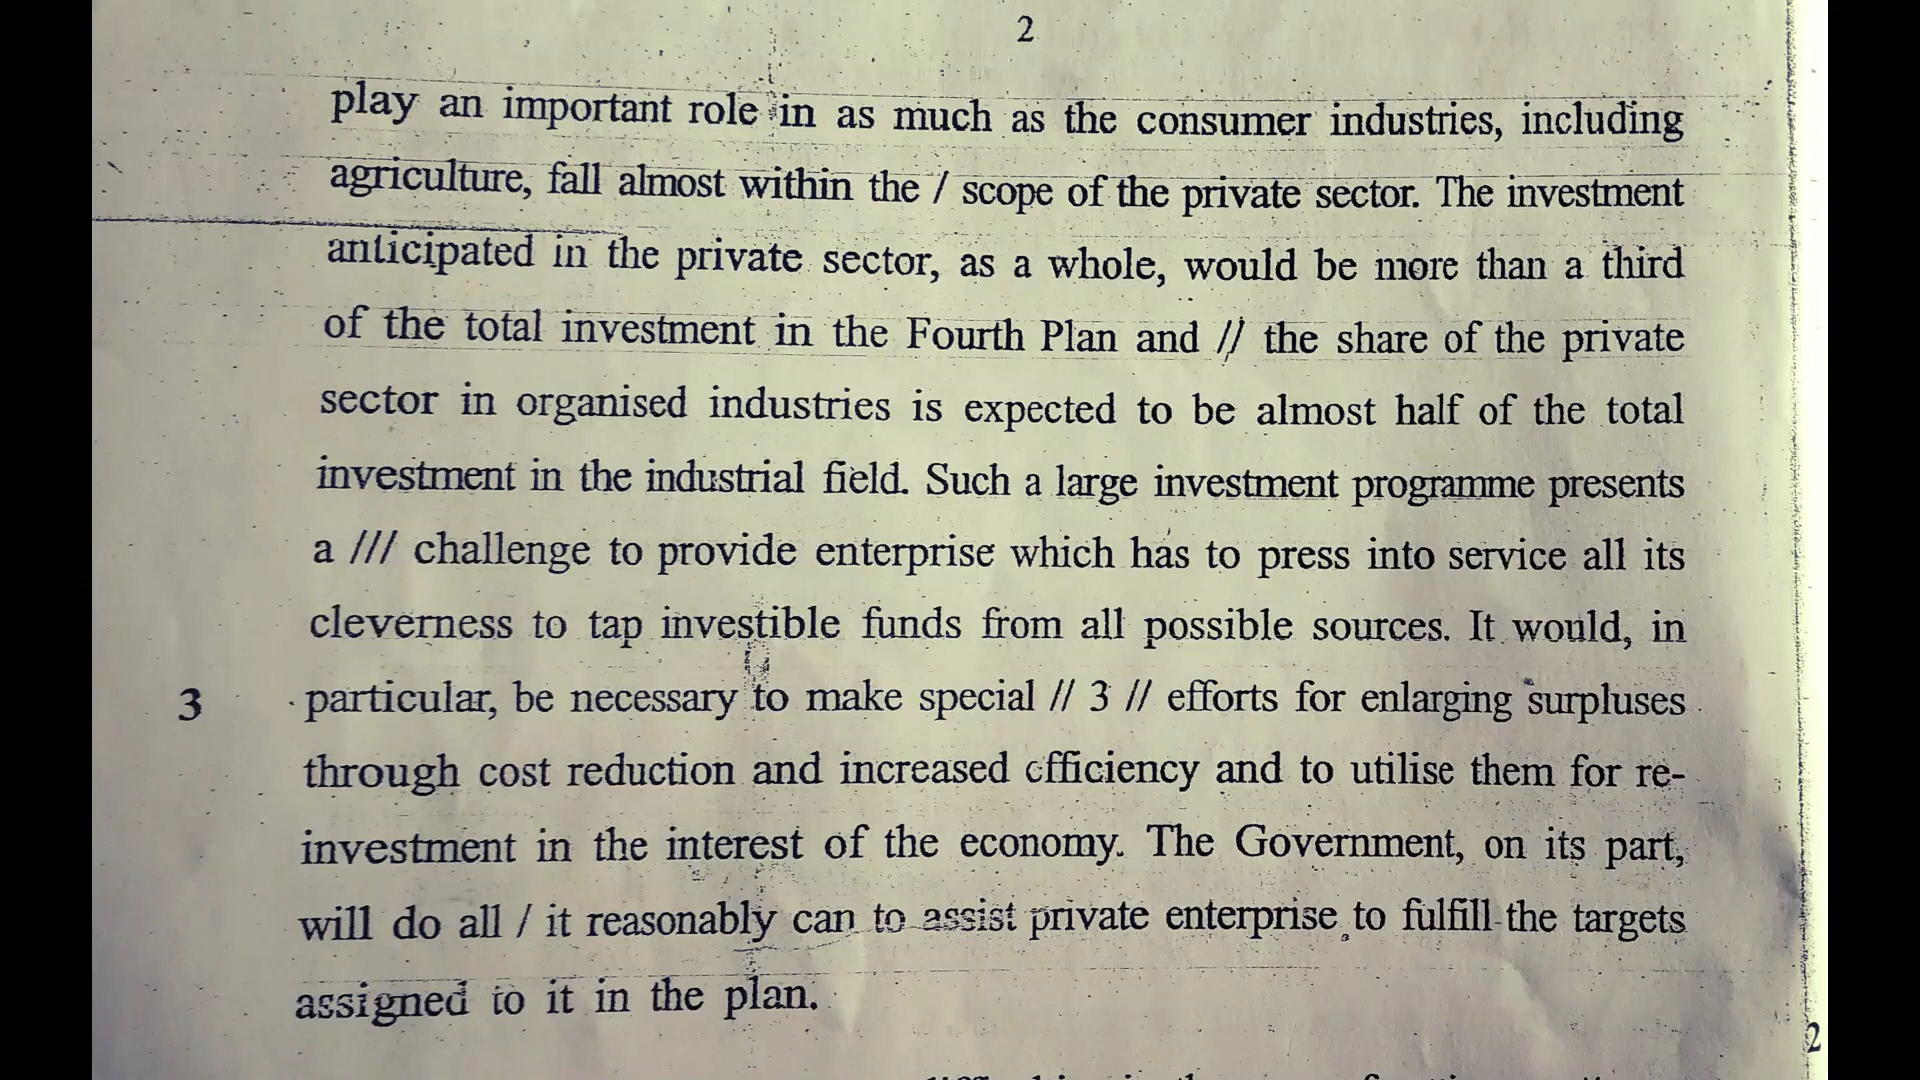 2
play an important role in as much as the consumer industries, including
agriculture, fall almost within the / scope of the private sector. The investment
anticipated in the private sector, as a whole, would be more than a third
of the total investment in the Fourth Plan and // the share of the private
sector in organised industries is expected to be almost half of the total
investment in the industrial field. Such a large investment programme presents
a /// challenge to provide enterprise which has to press into service all its
cleverness to tap investible funds from all possible sources. It would, in
3 particular, be necessary to make special // 3 // efforts for enlarging surpluses
through cost reduction and increased efficiency and to utilise them for re-
investment in the interest of the economy. The Government, on its part,
will do all / it reasonably can to assist private enterprise to fulfill the targets
assigned to it in the plan.
2